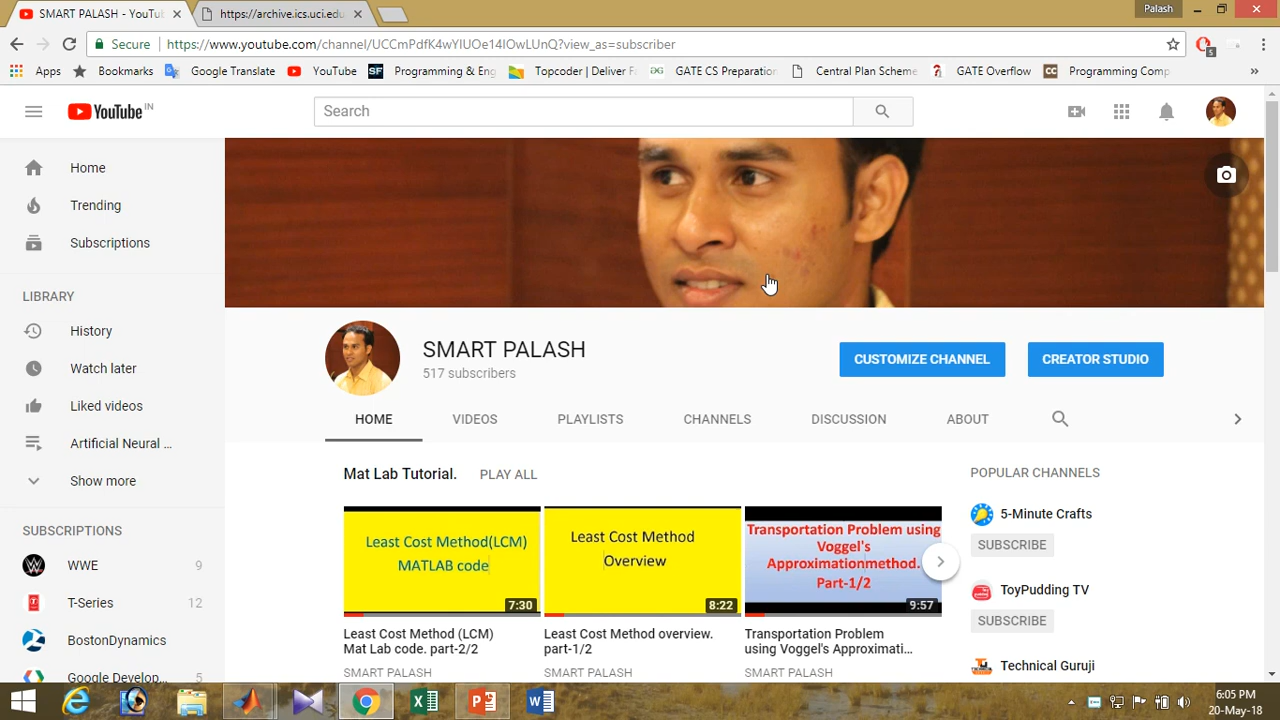 SMART PALASH - YouTu
https://archive.ics.uci.edu
Palash
Secure
https://www.youtube.com/channel/UCCmPdfK4wYIUOe14IOwLUnQ?view_as=subscriber
5
Apps
Bookmarks
Google Translate
YouTube
SF
Programming & Eng
Topcoder | Deliver Fa
GATE CS Preparation
Central Plan Scheme
GATE Overflow
CC
Programming Comp
YouTube IN
Search
Home
Trending
Subscriptions
LIBRARY
History
Watch later
Liked videos
Artificial Neural ...
Show more
SUBSCRIPTIONS
WWE 9
T-Series 12
BostonDynamics
Google Develop... 5
SMART PALASH
517 subscribers
CUSTOMIZE CHANNEL
CREATOR STUDIO
HOME
VIDEOS
PLAYLISTS
CHANNELS
DISCUSSION
ABOUT
Mat Lab Tutorial. PLAY ALL
Least Cost Method(LCM)
MATLAB code
7:30
Least Cost Method (LCM)
Mat Lab code. part-2/2
SMART PALASH
Least Cost Method
Overview
8:22
Least Cost Method overview.
part-1/2
SMART PALASH
Transportation Problem using
Voggel's
Approximationmethod.
Part-1/2
9:57
Transportation Problem
using Vogel's Approximati...
SMART PALASH
POPULAR CHANNELS
5-Minute Crafts
SUBSCRIBE
ToyPudding TV
SUBSCRIBE
Technical Guruji
6:05 PM
20-May-18